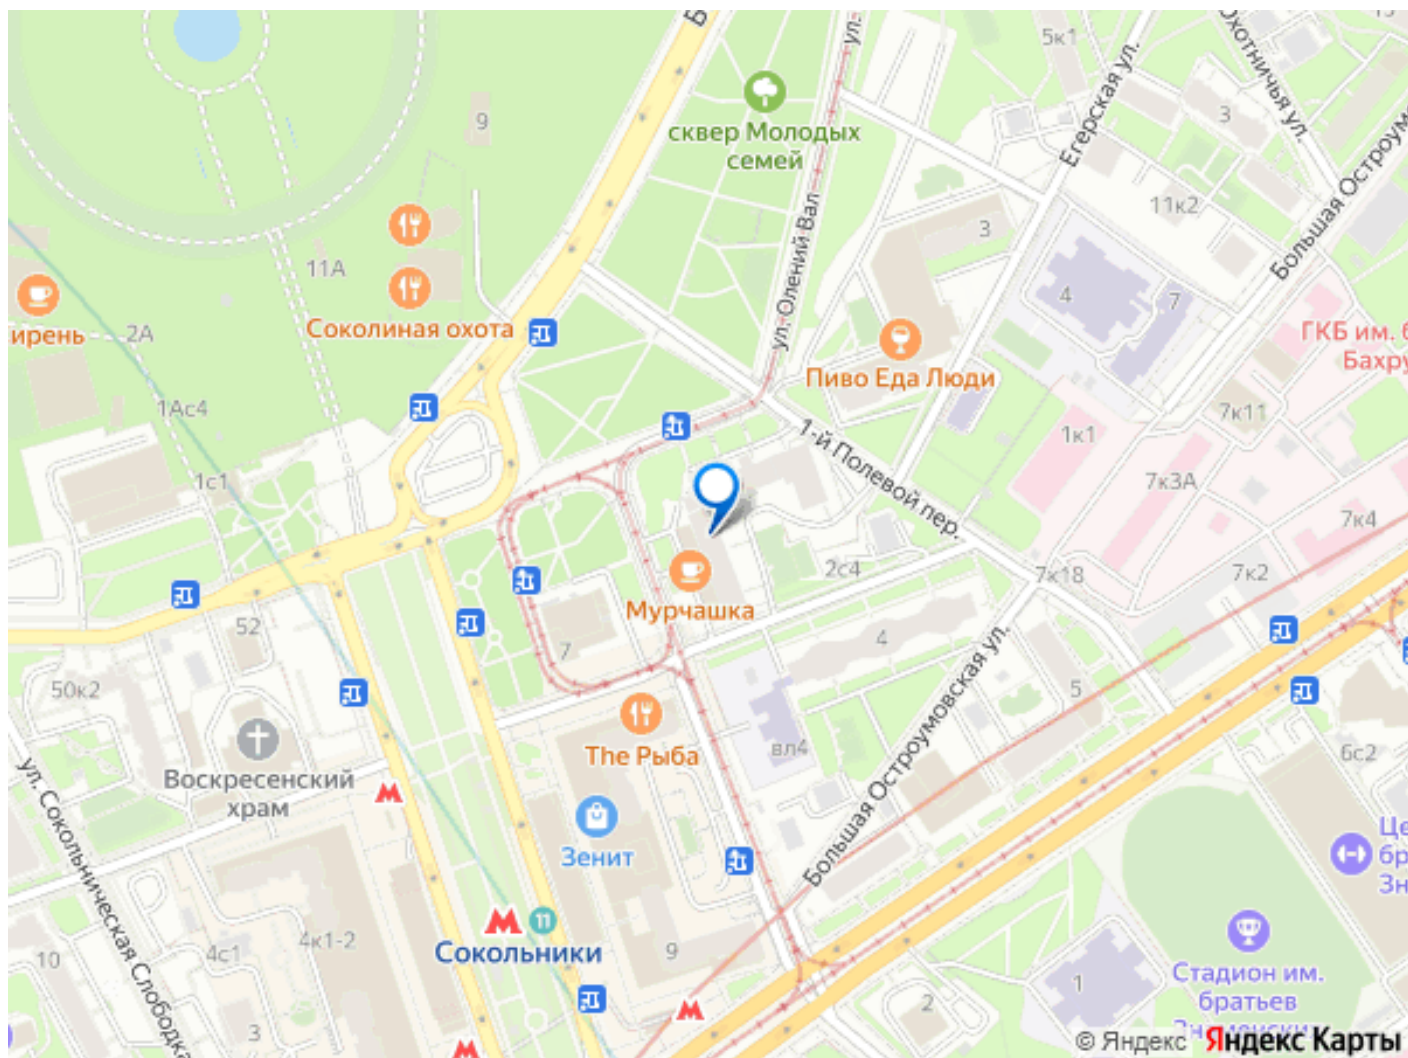 5к1
Егерская ул.
Охотничья ул.
3
Большая Остроумо
9
сквер Молодых
семей
ул.
ул. Олений Вал
11к2
3
11А
4
7
Соколиная охота
ирень
2А
ГКБ им. б
Бахру
Пиво Еда Люди
1Ас4
7к11
1к1
1-й Полевой пер.
1с1
7к3А
7к4
2с4
7к18
7к2
Мурчашка
52
7
4
50к2
5
Большая Остроумовская ул.
The Рыба
вл4
6с2
Воскресенский
храм
ул. Сокольническая Слободка
Зенит
Це
бр
Зн
11
Сокольники
4к1-2
4с1
10
9
3
2
1
Стадион им.
братьев
Знаменских
© Яндекс Яндекс Карты